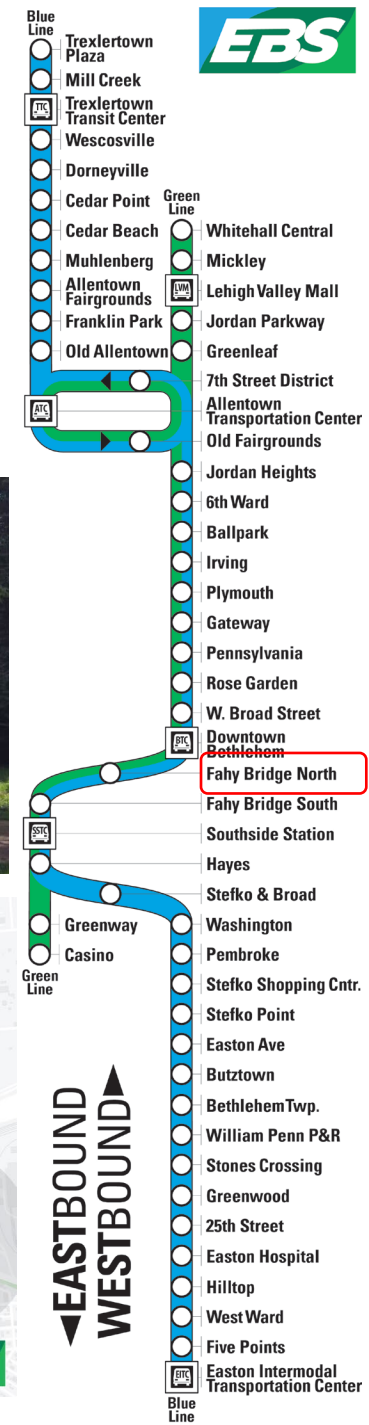 Blue
Line
EBS
Trexlertown
Plaza
Mill Creek
TTC
Trexlertown
Transit Center
Wescosville
Dorneyville
Cedar Point
Green
Line
Cedar Beach
Whitehall Central
Muhlenberg
Mickley
Allentown
Fairgrounds
LVM
Lehigh Valley Mall
Franklin Park
Jordan Parkway
Old Allentown
Greenleaf
7th Street District
ATC
Allentown
Transportation Center
Old Fairgrounds
Jordan Heights
6th Ward
Ballpark
Irving
Plymouth
Gateway
Pennsylvania
Rose Garden
W. Broad Street
BTC
Downtown
Bethlehem
Fahy Bridge North
Fahy Bridge South
SSTC
Southside Station
Hayes
Stefko & Broad
Greenway
Washington
Casino
Pembroke
Green
Line
Stefko Shopping Cntr.
Stefko Point
Easton Ave
Butztown
Bethlehem Twp.
William Penn P&R
Stones Crossing
Greenwood
25th Street
Easton Hospital
Hilltop
West Ward
Five Points
EASTBOUND
WESTBOUND
EITC
Easton Intermodal
Transportation Center
Blue
Line